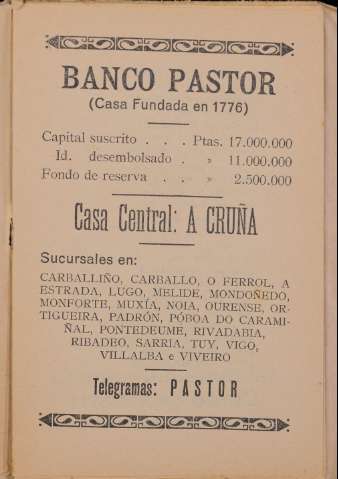 BANCO PASTOR
(Casa Fundada en 1776)
Capital suscrito . . . Ptas. 17.000.000
Id. desembolsado . » 11.000.000
Fondo de reserva . . » 2.500.000
Casa Central: A CRUÑA
Sucursales en:
CARBALLIÑO, CARBALLO, O FERROL, A
ESTRADA, LUGO, MELIDE, MONDOÑEDO,
MONFORTE, MUXÍA, NOIA, OURENSE, OR-
TIGUEIRA, PADRÓN, PÓBOA DO CARAMI-
ÑAL, PONTEDEUME, RIVADABIA,
RIBADEO, SARRIA, TUY, VIGO,
VILLALBA e VIVEIRO
Telegramas: PASTOR